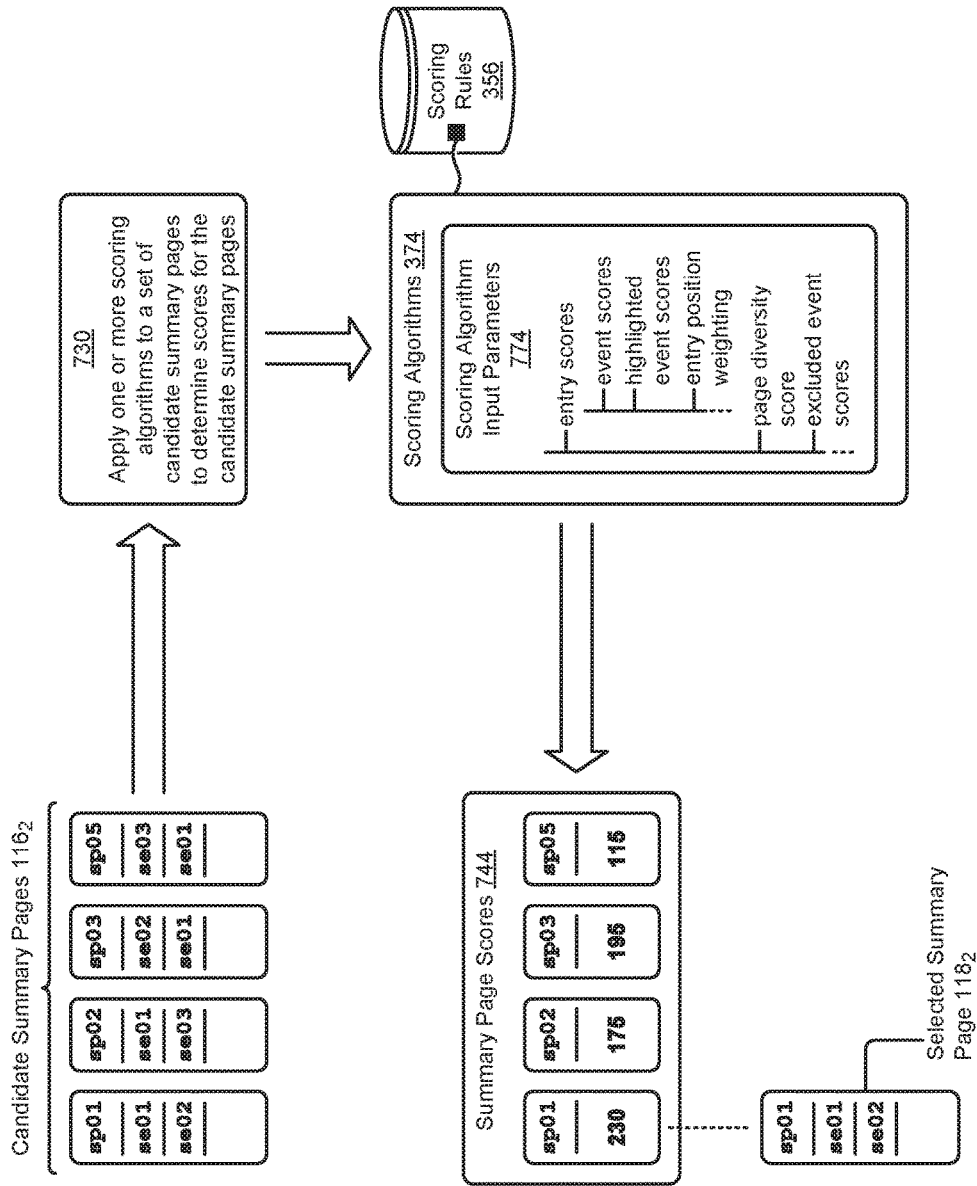 Candidate Summary Pages 116₂
sp01
se01
se02
sp02
se01
se03
sp03
se02
se01
sp05
se03
se01
730
Apply one or more scoring
algorithms to a set of
candidate summary pages
to determine scores for the
candidate summary pages
Scoring Algorithms 374
Scoring Algorithm
Input Parameters
774
entry scores
event scores
highlighted
event scores
entry position
weighting
page diversity
score
excluded event
scores
Scoring
Rules
356
Summary Page Scores 744
sp01
230
sp02
175
sp03
195
sp05
115
sp01
se01
se02
Selected Summary
Page 118₂